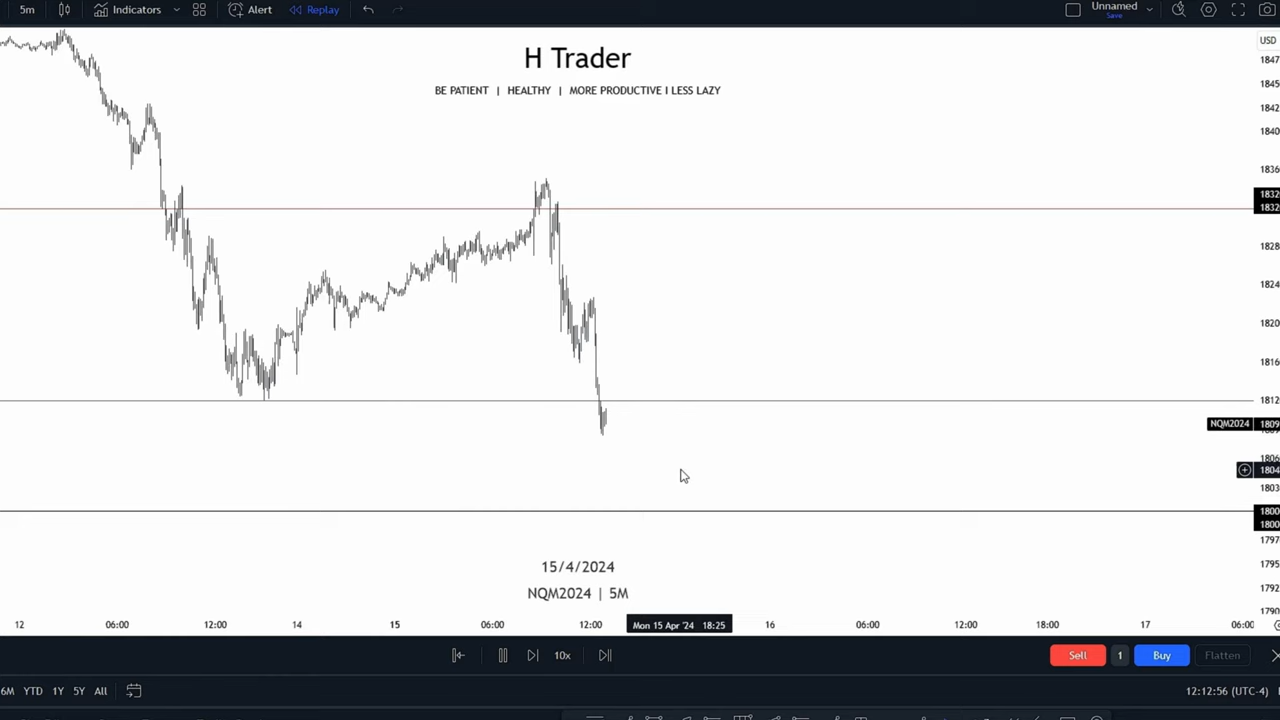 5m Indicators Alert Replay Unnamed
Save
H Trader
BE PATIENT | HEALTHY | MORE PRODUCTIVE I LESS LAZY
USD
1847
1845
1842
1840
1836
1832
1832
1828
1824
1820
1816
1812
NQM2024 1809
1806
1804
1803
1800
1800
1797
1795
1792
1790
15/4/2024
NQM2024 | 5M
12 06:00 12:00 14 15 06:00 12:00 Mon 15 Apr '24 18:25 16 06:00 12:00 18:00 17 06:00
10x Sell 1 Buy Flatten
6M YTD 1Y 5Y All 12:12:56 (UTC-4)